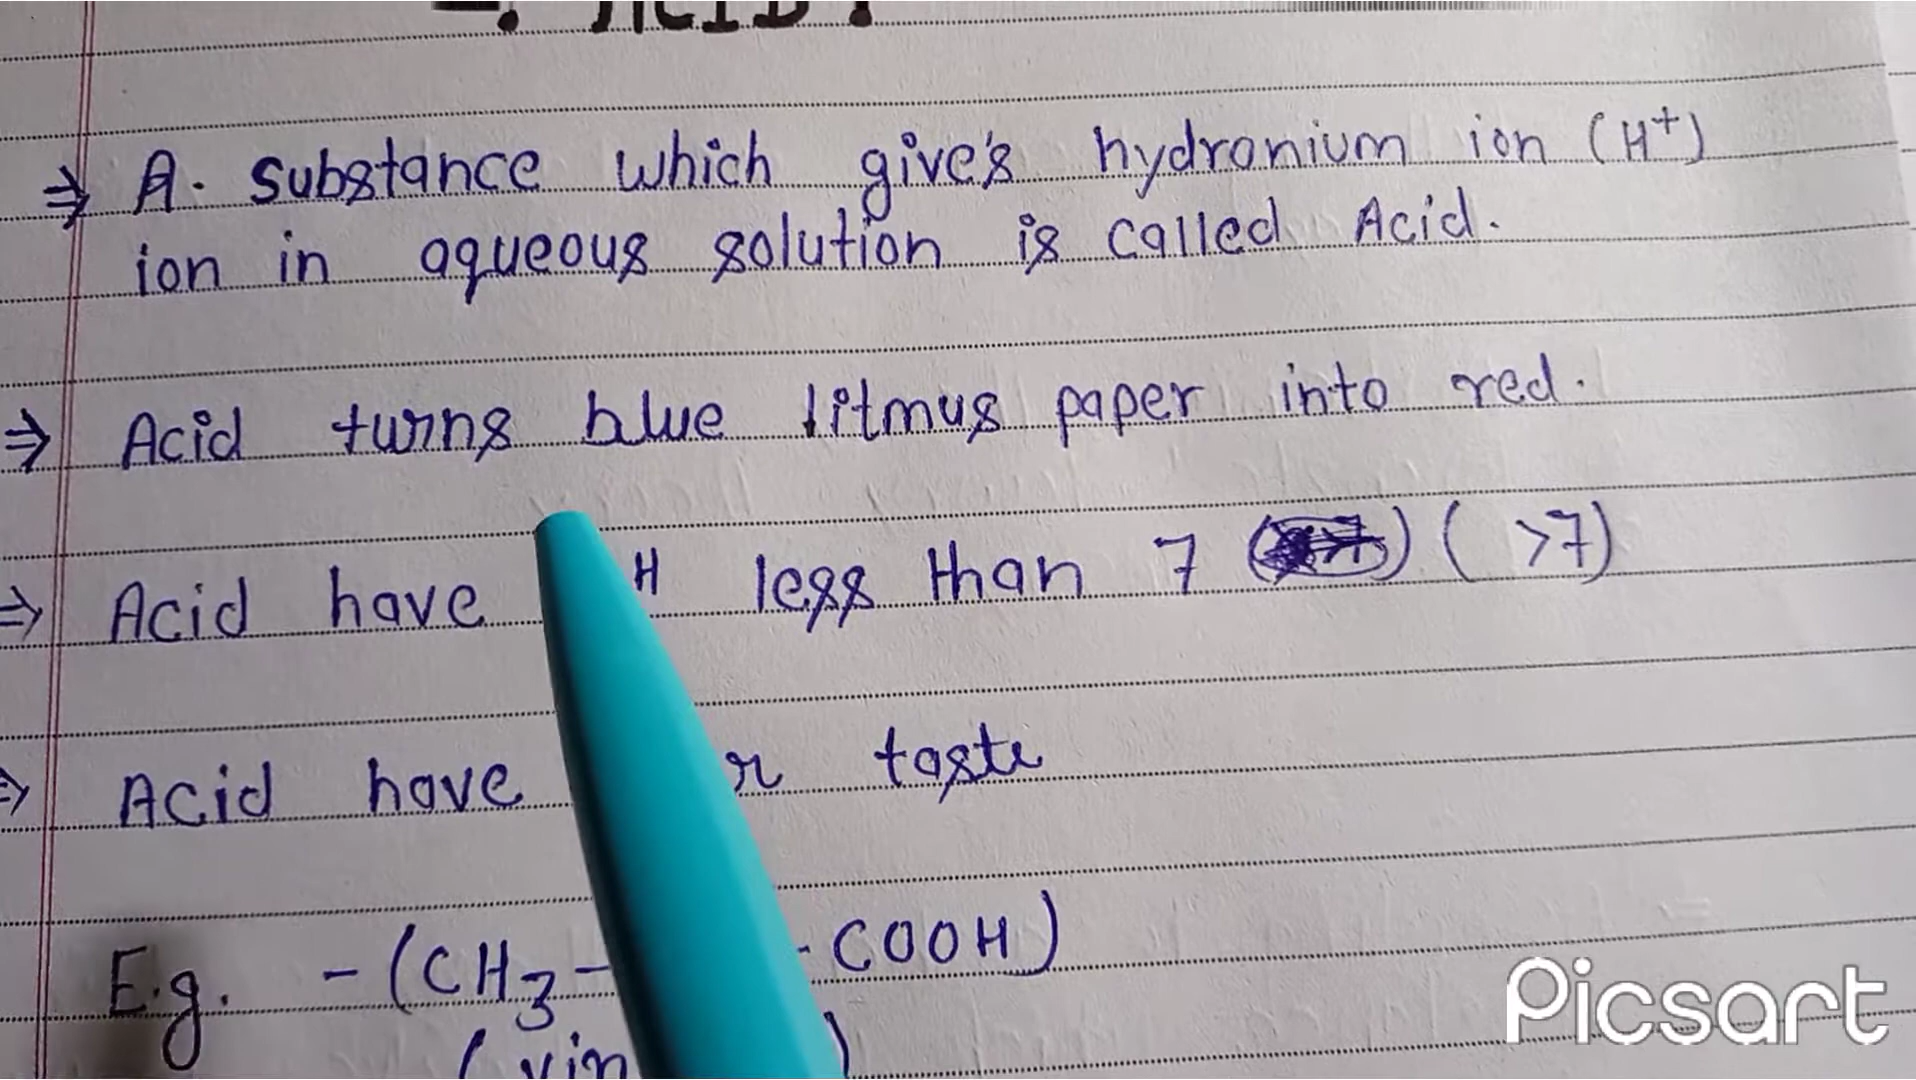 ACID:
⇒ A. substance which give's hydronium ion (H⁺)
ion in aqueous solution is called Acid.
⇒ Acid turns blue litmus paper into red.
⇒ Acid have H less than 7 ( >7)
⇒ Acid have taste
E.g. - (CH₃ - - COOH)
Picsart